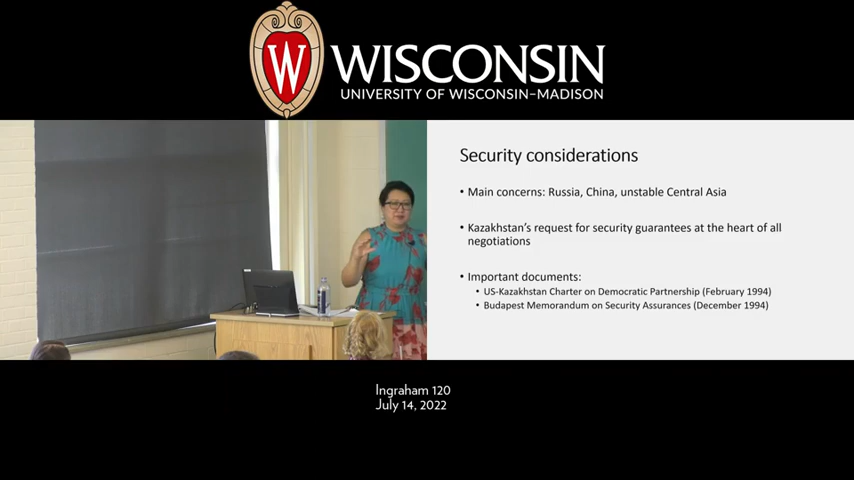 W
WISCONSIN
UNIVERSITY OF WISCONSIN–MADISON
Security considerations
• Main concerns: Russia, China, unstable Central Asia
• Kazakhstan's request for security guarantees at the heart of all
negotiations
• Important documents:
• US-Kazakhstan Charter on Democratic Partnership (February 1994)
• Budapest Memorandum on Security Assurances (December 1994)
Ingraham 120
July 14, 2022